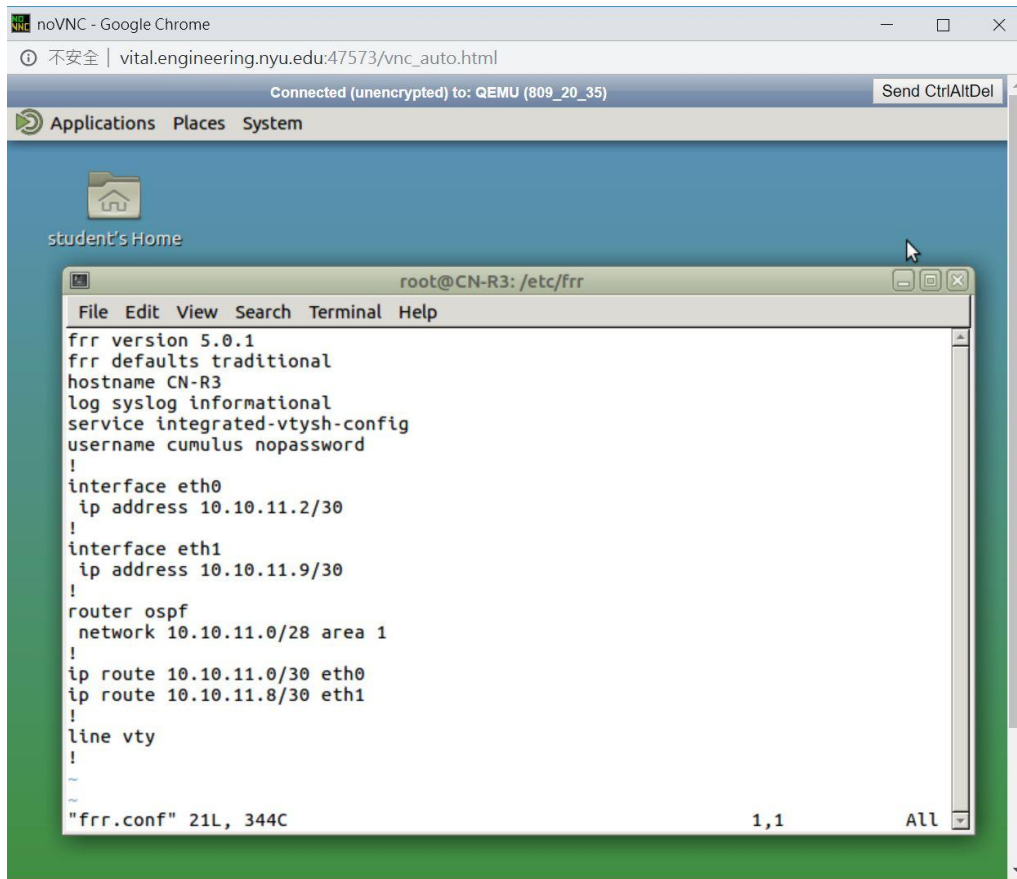 noVNC - Google Chrome
不安全 | vital.engineering.nyu.edu:47573/vnc_auto.html
Connected (unencrypted) to: QEMU (809_20_35)
Send CtrlAltDel
Applications Places System
student's Home
root@CN-R3: /etc/frr
File Edit View Search Terminal Help
frr version 5.0.1
frr defaults traditional
hostname CN-R3
log syslog informational
service integrated-vtysh-config
username cumulus nopassword
!
interface eth0
 ip address 10.10.11.2/30
!
interface eth1
 ip address 10.10.11.9/30
!
router ospf
 network 10.10.11.0/28 area 1
!
ip route 10.10.11.0/30 eth0
ip route 10.10.11.8/30 eth1
!
line vty
!
~
~
"frr.conf" 21L, 344C 1,1 All